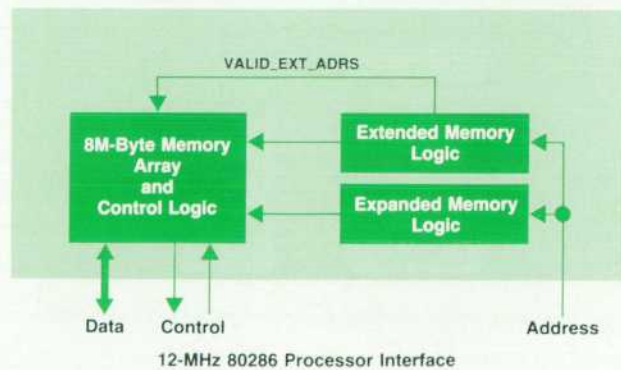 VALID_EXT_ADRS
8M-Byte Memory
Array
and
Control Logic
Extended Memory
Logic
Expanded Memory
Logic
Data
Control
Address
12-MHz 80286 Processor Interface